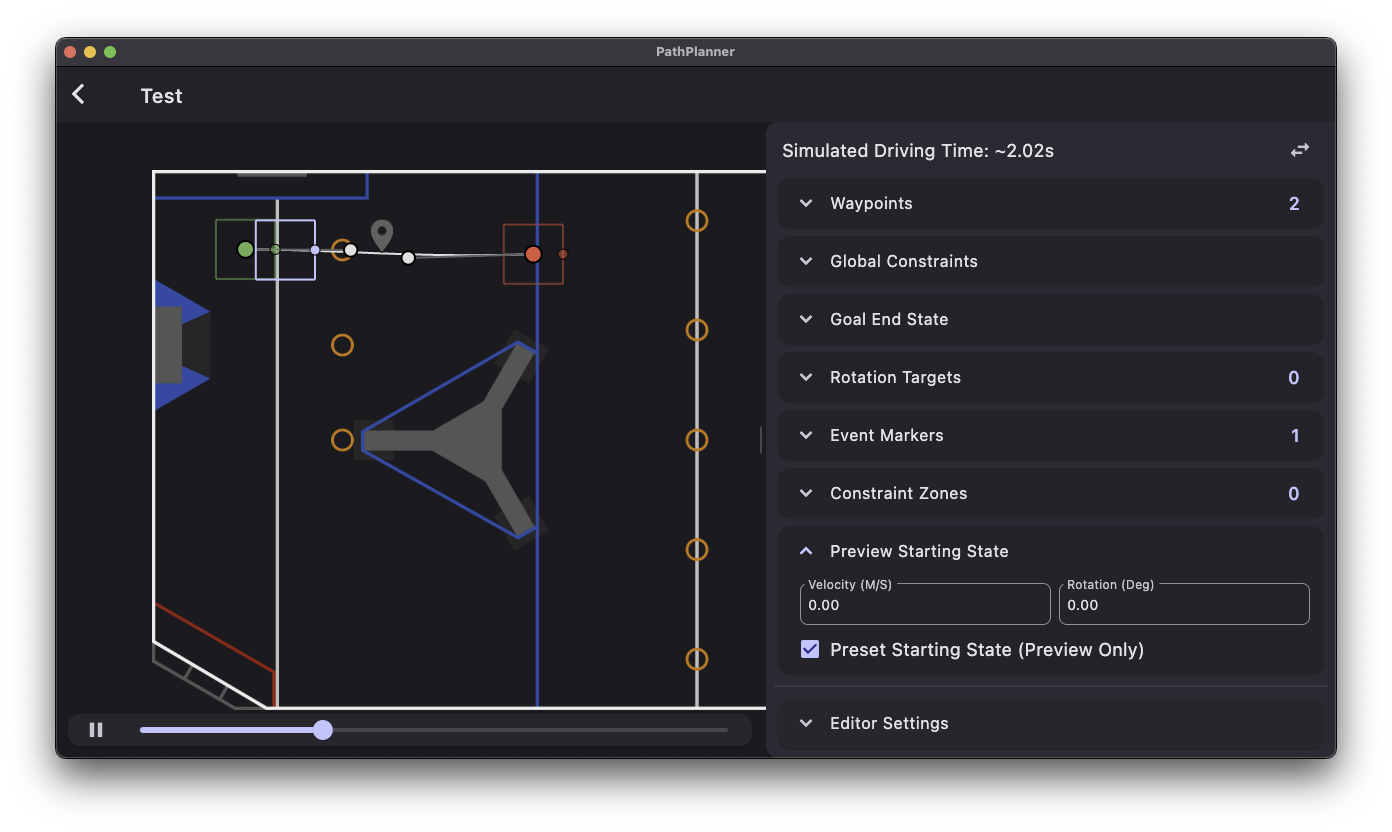 PathPlanner
Test
Simulated Driving Time: ~2.02s
Waypoints 2
Global Constraints
Goal End State
Rotation Targets 0
Event Markers 1
Constraint Zones 0
Preview Starting State
Velocity (M/S) Rotation (Deg)
0.00 0.00
Preset Starting State (Preview Only)
Editor Settings